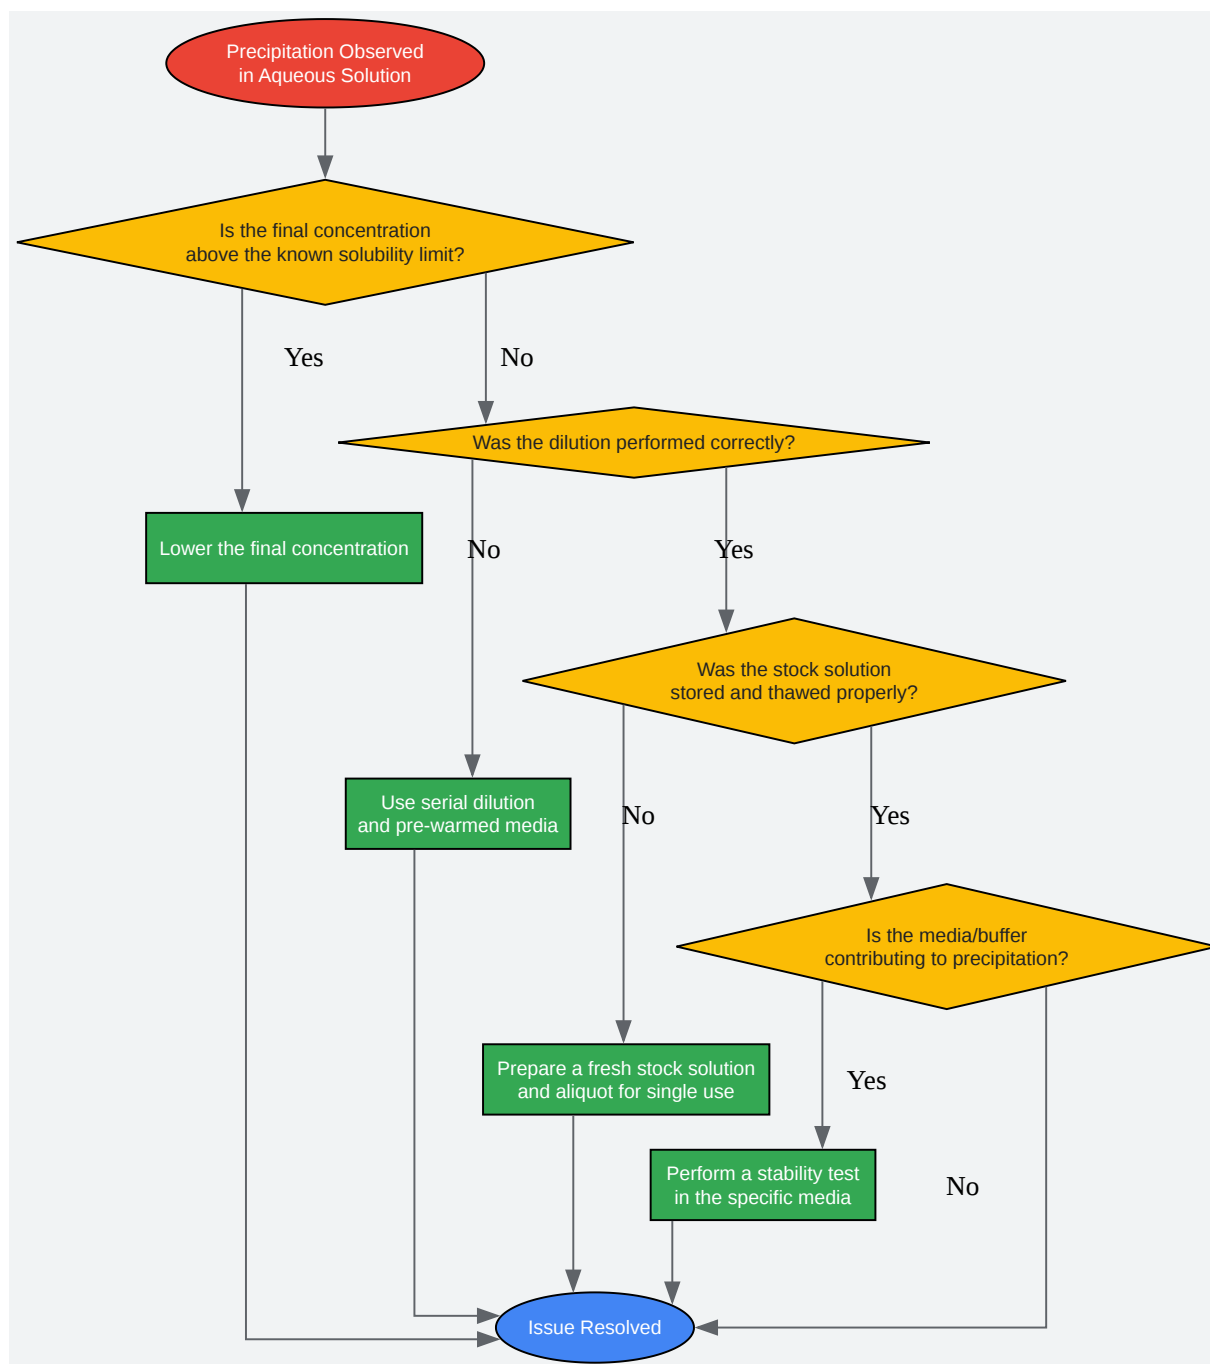 Precipitation Observed
in Aqueous Solution
Is the final concentration
above the known solubility limit?
Yes
No
Was the dilution performed correctly?
Lower the final concentration
No
Yes
Was the stock solution
stored and thawed properly?
Use serial dilution
and pre-warmed media
No
Yes
Is the media/buffer
contributing to precipitation?
Prepare a fresh stock solution
and aliquot for single use
Yes
Perform a stability test
in the specific media
No
Issue Resolved